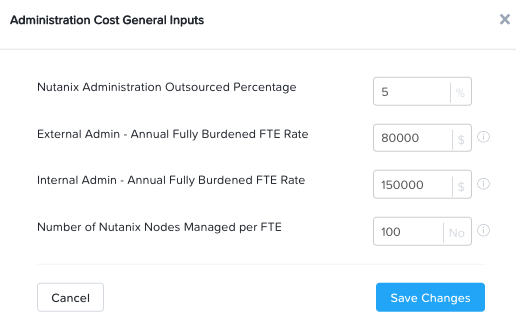 Administration Cost General Inputs
Nutanix Administration Outsourced Percentage 5 %
External Admin - Annual Fully Burdened FTE Rate 80000 $
Internal Admin - Annual Fully Burdened FTE Rate 150000 $
Number of Nutanix Nodes Managed per FTE 100 No
Cancel Save Changes